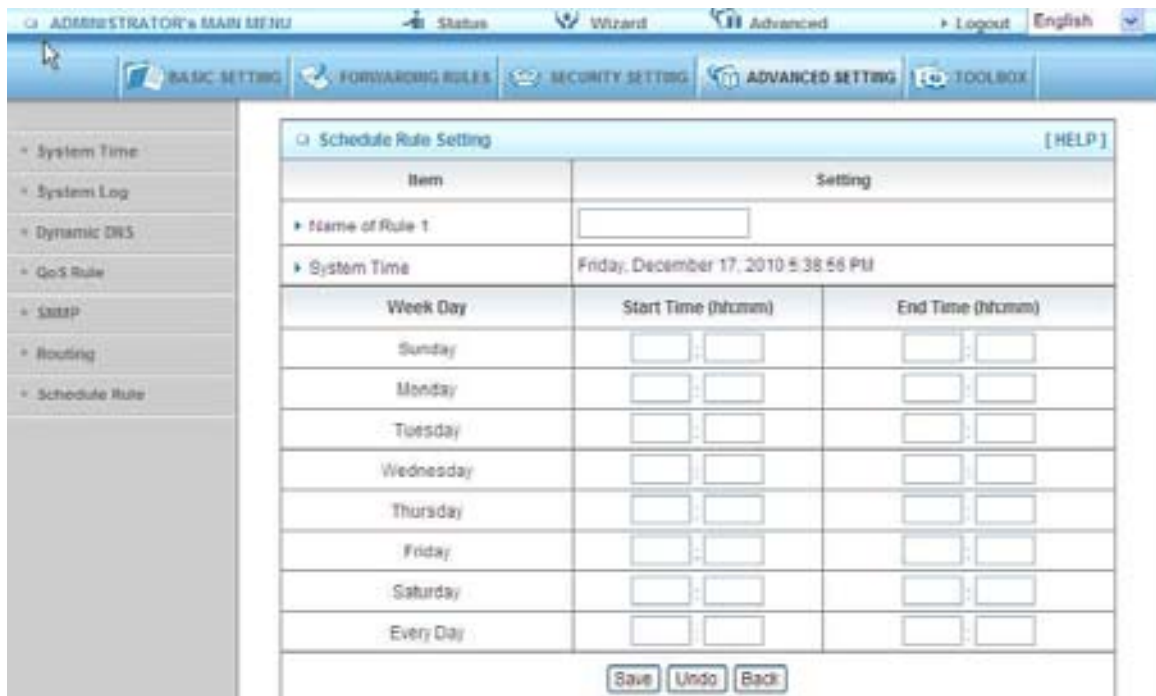 ADMINISTRATOR's MAIN MENU Status Wizard Advanced Logout English
BASIC SETTING FORWARDING RULES SECURITY SETTING ADVANCED SETTING TOOLBOX
System Time
System Log
Dynamic DNS
QoS Rule
SNMP
Routing
Schedule Rule
Schedule Rule Setting [HELP]
Item Setting
Name of Rule 1
System Time Friday, December 17, 2010 5:38:56 PM
Week Day Start Time (hh:mm) End Time (hh:mm)
Sunday : :
Monday : :
Tuesday : :
Wednesday : :
Thursday : :
Friday : :
Saturday : :
Every Day : :
Save Undo Back